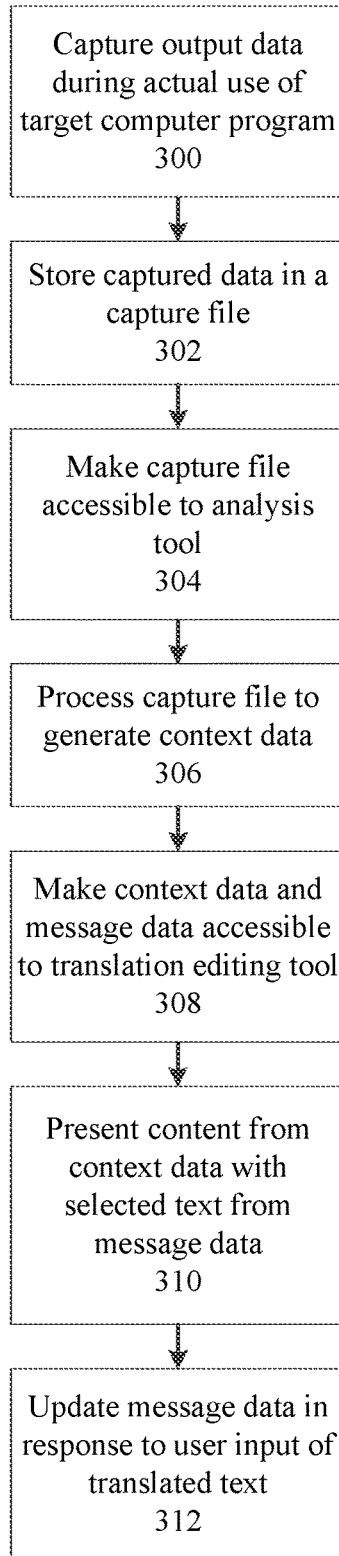 Capture output data
during actual use of
target computer program
300
Store captured data in a
capture file
302
Make capture file
accessible to analysis
tool
304
Process capture file to
generate context data
306
Make context data and
message data accessible
to translation editing tool
308
Present content from
context data with
selected text from
message data
310
Update message data in
response to user input of
translated text
312